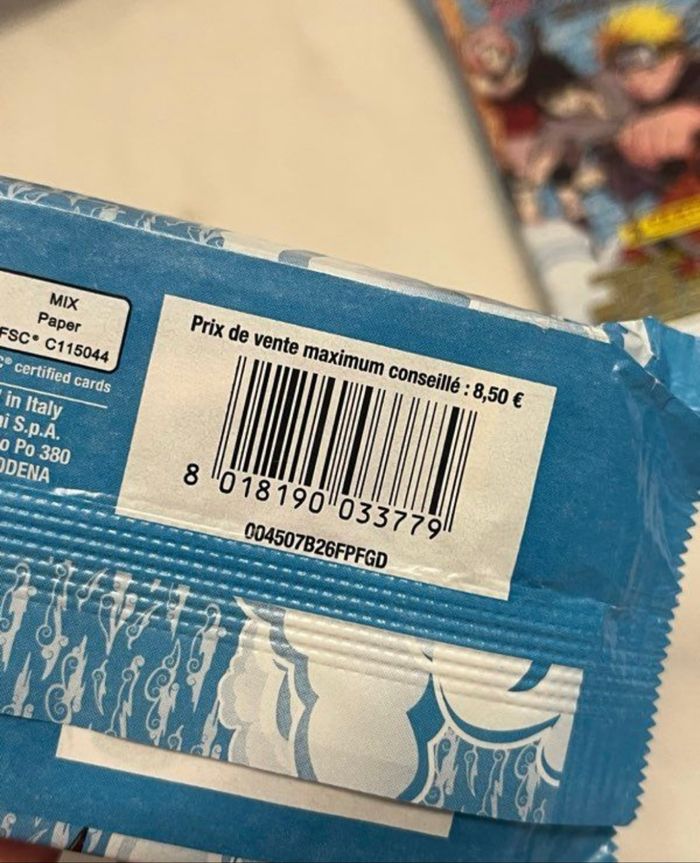 MIX
Paper
FSC® C115044
certified cards
in Italy
S.p.A.
Po 380
Prix de vente maximum conseillé : 8,50 €
8 018190 033779
004507B26FPFGD